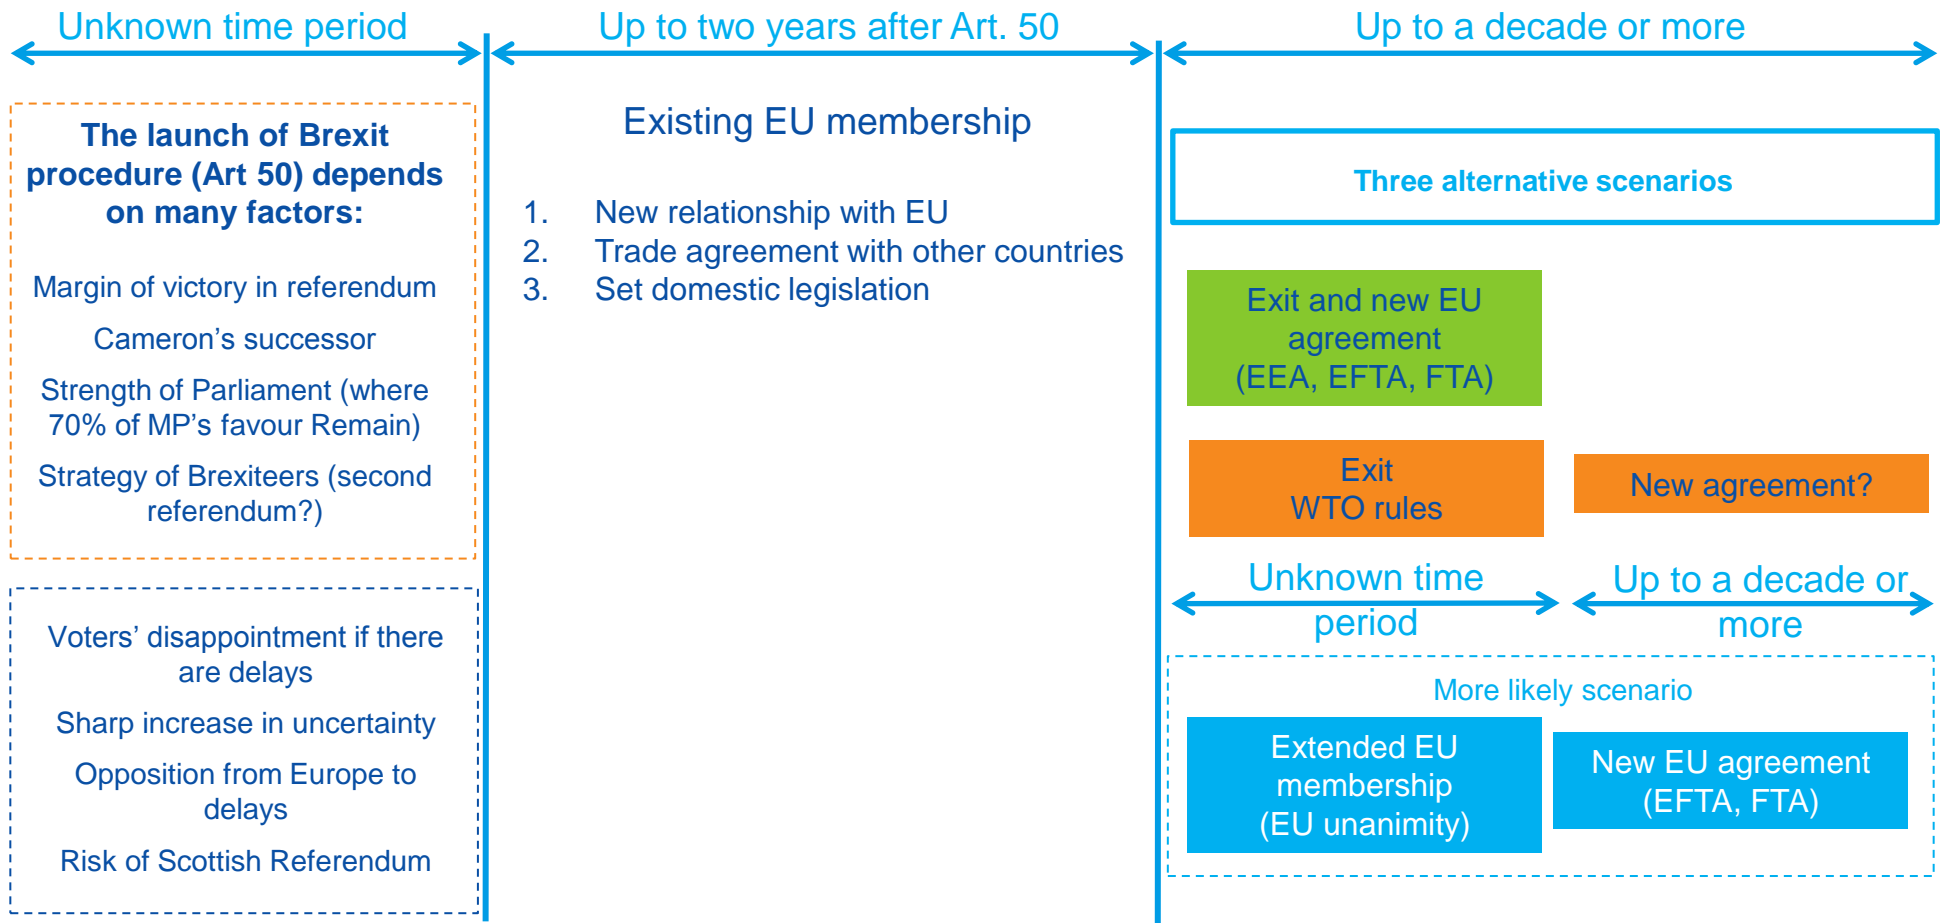 Unknown time period
Up to two years after Art. 50
Up to a decade or more
The launch of Brexit
procedure (Art 50) depends
on many factors:
Margin of victory in referendum
Cameron’s successor
Strength of Parliament (where
70% of MP’s favour Remain)
Strategy of Brexiteers (second
referendum?)
Voters’ disappointment if there
are delays
Sharp increase in uncertainty
Opposition from Europe to
delays
Risk of Scottish Referendum
Existing EU membership
1. New relationship with EU
2. Trade agreement with other countries
3. Set domestic legislation
Three alternative scenarios
Exit and new EU
agreement
(EEA, EFTA, FTA)
Exit
WTO rules
New agreement?
Unknown time
period
Up to a decade or
more
More likely scenario
Extended EU
membership
(EU unanimity)
New EU agreement
(EFTA, FTA)